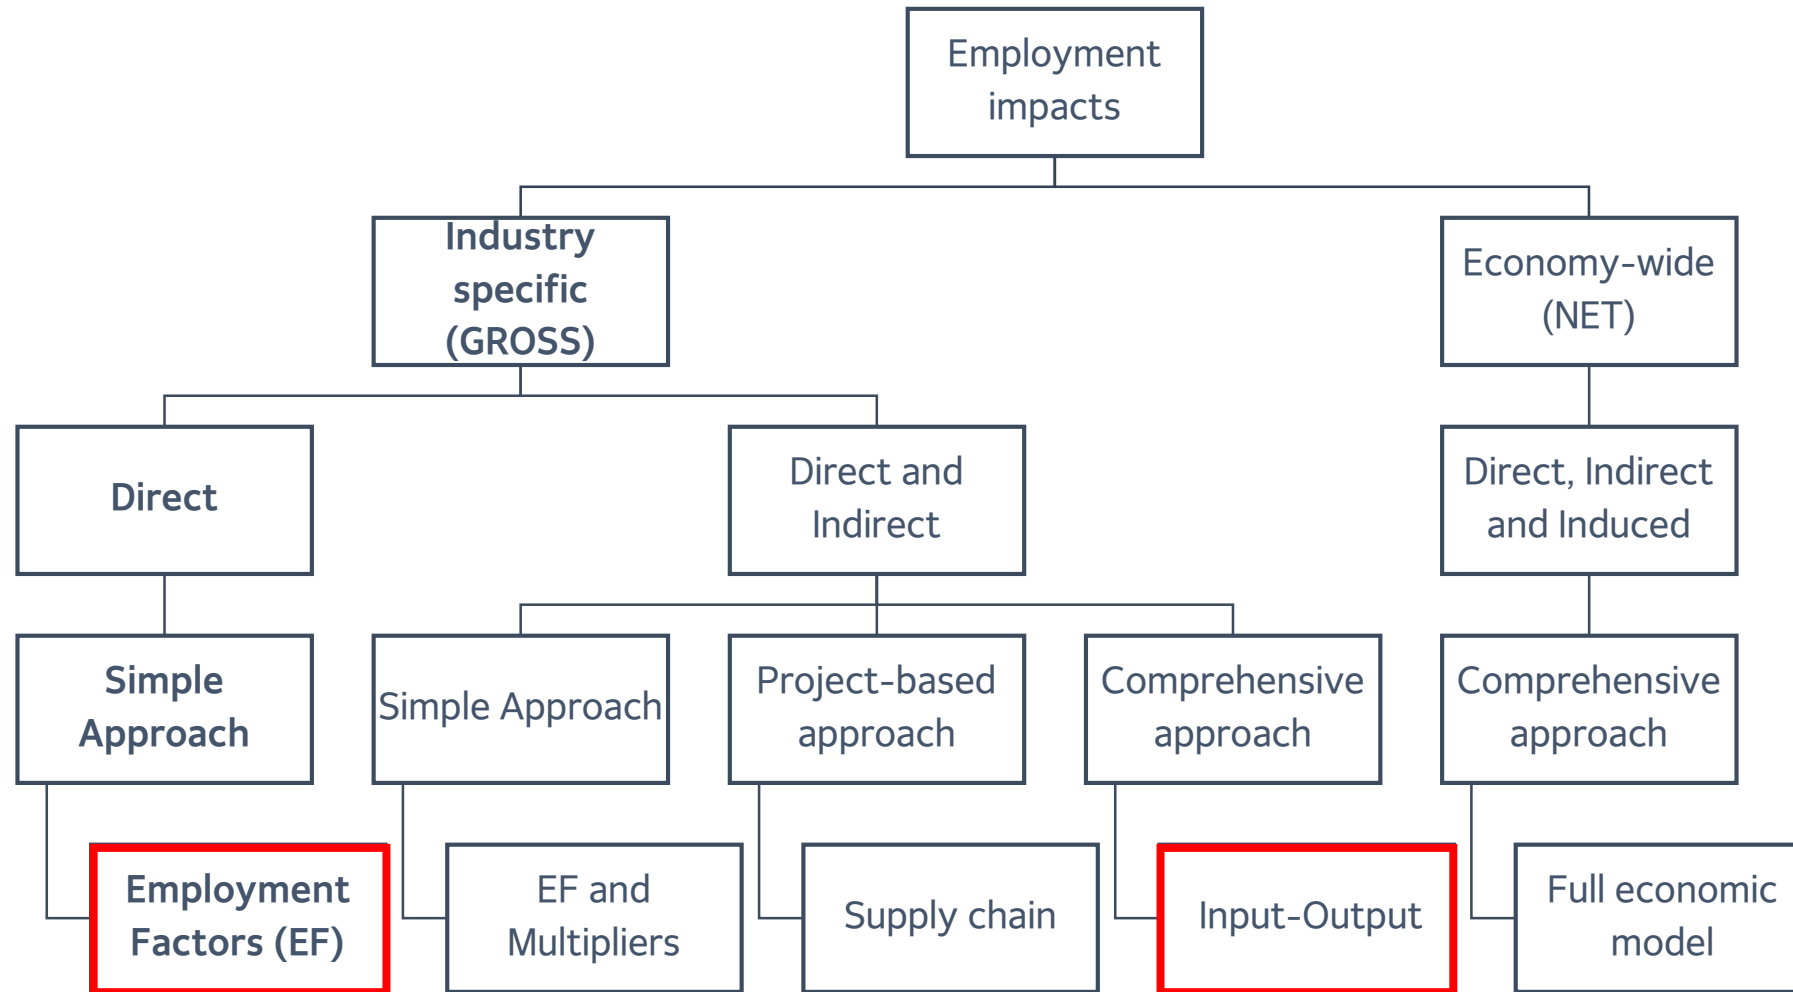 Employment
impacts
Industry
specific
(GROSS)
Economy-wide
(NET)
Direct
Direct and
Indirect
Direct, Indirect
and Induced
Simple
Approach
Simple Approach
Project-based
approach
Comprehensive
approach
Comprehensive
approach
Employment
Factors (EF)
EF and
Multipliers
Supply chain
Input-Output
Full economic
model